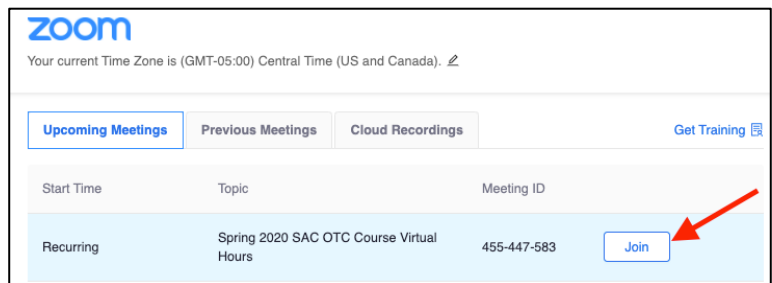 zoom
Your current Time Zone is (GMT-05:00) Central Time (US and Canada).
Upcoming Meetings Previous Meetings Cloud Recordings Get Training
Start Time Topic Meeting ID
Recurring Spring 2020 SAC OTC Course Virtual Hours 455-447-583 Join